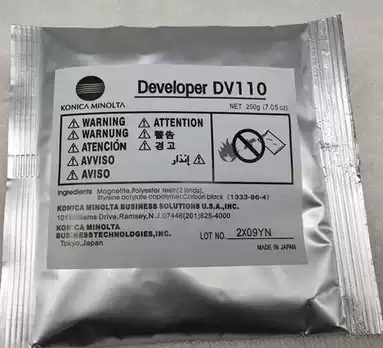 KONICA MINOLTA
Developer DV110
NET 200g (7.05 oz)
WARNING
WARNUNG
ATENCIÓN
AVVISO
AVISO
ATTENTION
警告
경고
إنذار
Ingredients Magnetite,Polyester resin(2 kinds),
Styrene acrylate copolymer,Carbon black (1333-86-4)
KONICA MINOLTA BUSINESS SOLUTIONS U.S.A.,INC.
101Williams Drive,Ramsey,N.J.07446(201)825-4000
KONICA MINOLTA
BUSINESSTECHNOLOGIES,INC.
Tokyo,Japan
LOT NO. 2X09YN
MADE IN JAPAN